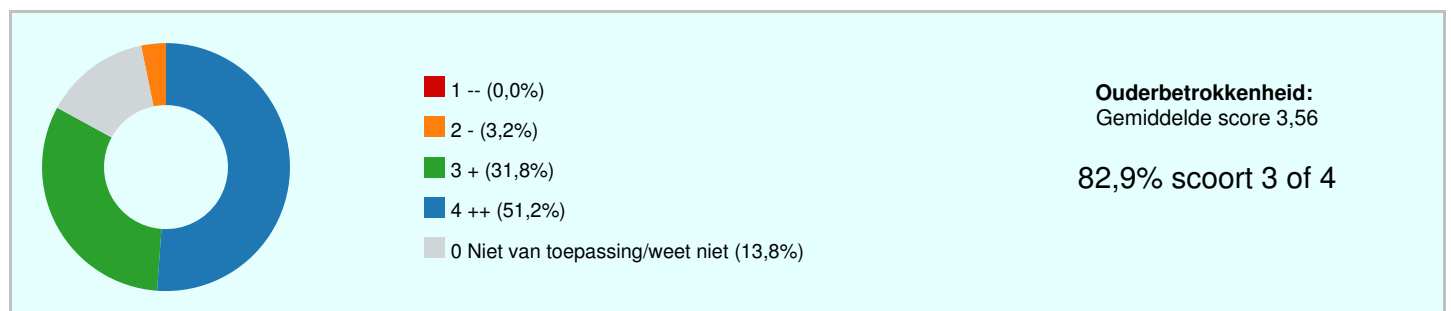 1 -- (0,0%)
2 - (3,2%)
3 + (31,8%)
4 ++ (51,2%)
0 Niet van toepassing/weet niet (13,8%)
Ouderbetrokkenheid:
Gemiddelde score 3,56
82,9% scoort 3 of 4